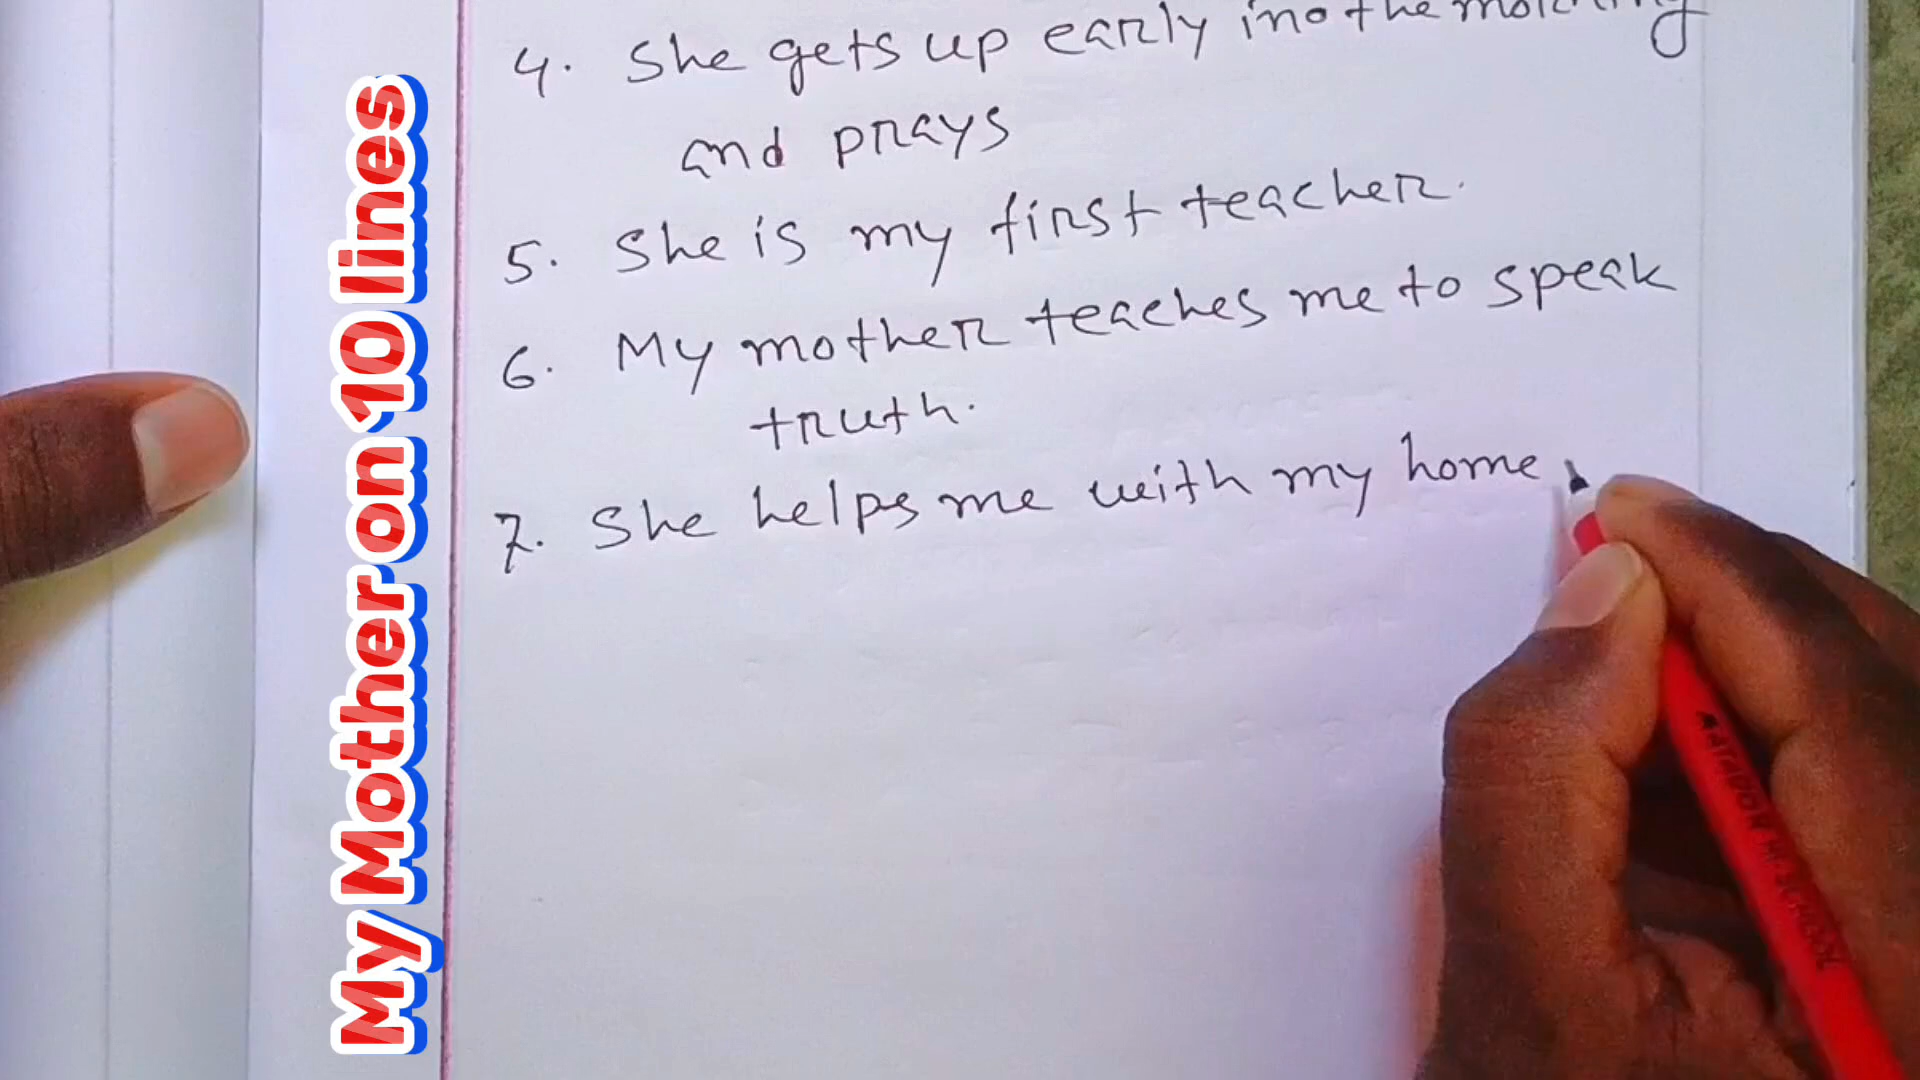 My Mother on 10 lines
4. She gets up early in the morning
and prays
5. She is my first teacher.
6. My mother teaches me to speak
truth.
7. She helps me with my home